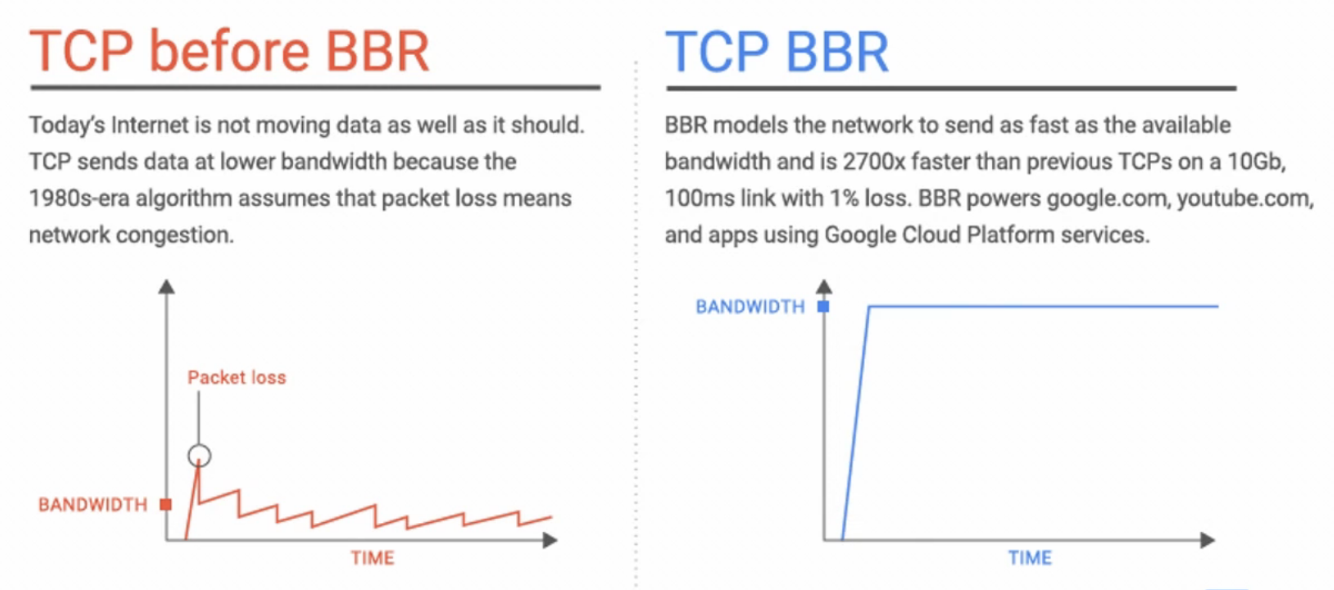 TCP before BBR
Today's Internet is not moving data as well as it should.
TCP sends data at lower bandwidth because the
1980s-era algorithm assumes that packet loss means
network congestion.
Packet loss
BANDWIDTH
TIME
TCP BBR
BBR models the network to send as fast as the available
bandwidth and is 2700x faster than previous TCPs on a 10Gb,
100ms link with 1% loss. BBR powers google.com, youtube.com,
and apps using Google Cloud Platform services.
BANDWIDTH
TIME